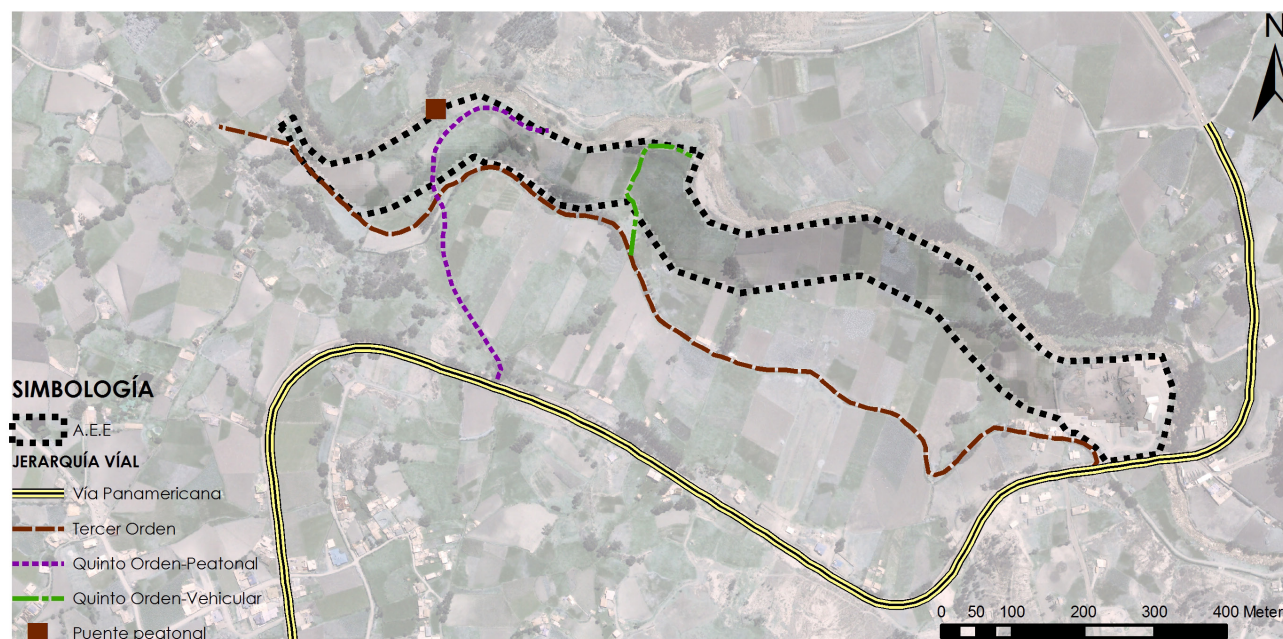 N
SIMBOLOGÍA
A.E.E
JERARQUÍA VÍAL
Vía Panamericana
Tercer Orden
Quinto Orden-Peatonal
Quinto Orden-Vehicular
Puente peatonal
0 50 100 200 300 400 Meter